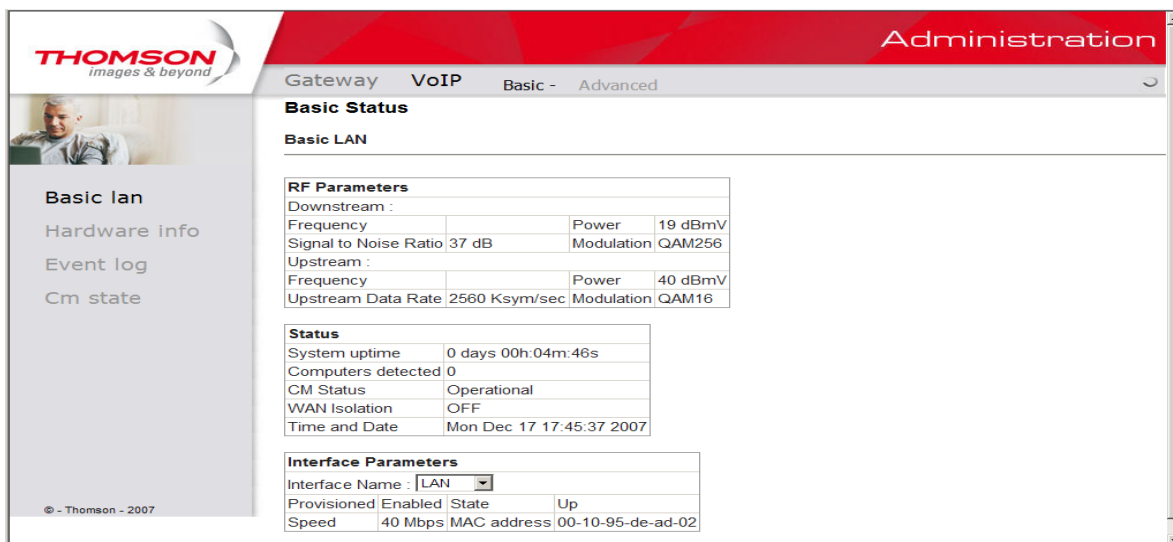 THOMSON
images & beyond
Administration
Gateway VoIP Basic - Advanced
Basic Status
Basic LAN
Basic lan
Hardware info
Event log
Cm state
© - Thomson - 2007
RF Parameters
Downstream :
Frequency Power 19 dBmV
Signal to Noise Ratio 37 dB Modulation QAM256
Upstream :
Frequency Power 40 dBmV
Upstream Data Rate 2560 Ksym/sec Modulation QAM16
Status
System uptime 0 days 00h:04m:46s
Computers detected 0
CM Status Operational
WAN Isolation OFF
Time and Date Mon Dec 17 17:45:37 2007
Interface Parameters
Interface Name : LAN
Provisioned Enabled State Up
Speed 40 Mbps MAC address 00-10-95-de-ad-02